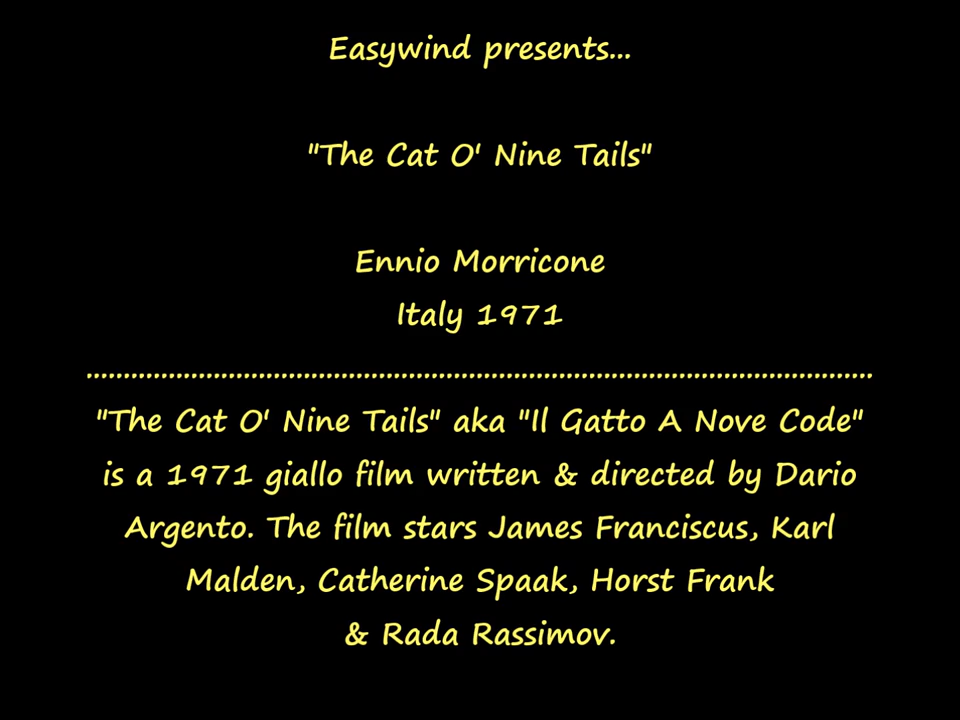 Easywind presents...
"The Cat O' Nine Tails"
Ennio Morricone
Italy 1971
.........................................................................................................
"The Cat O' Nine Tails" aka "Il Gatto A Nove Code"
is a 1971 giallo film written & directed by Dario
Argento. The film stars James Franciscus, Karl
Malden, Catherine Spaak, Horst Frank
& Rada Rassimov.